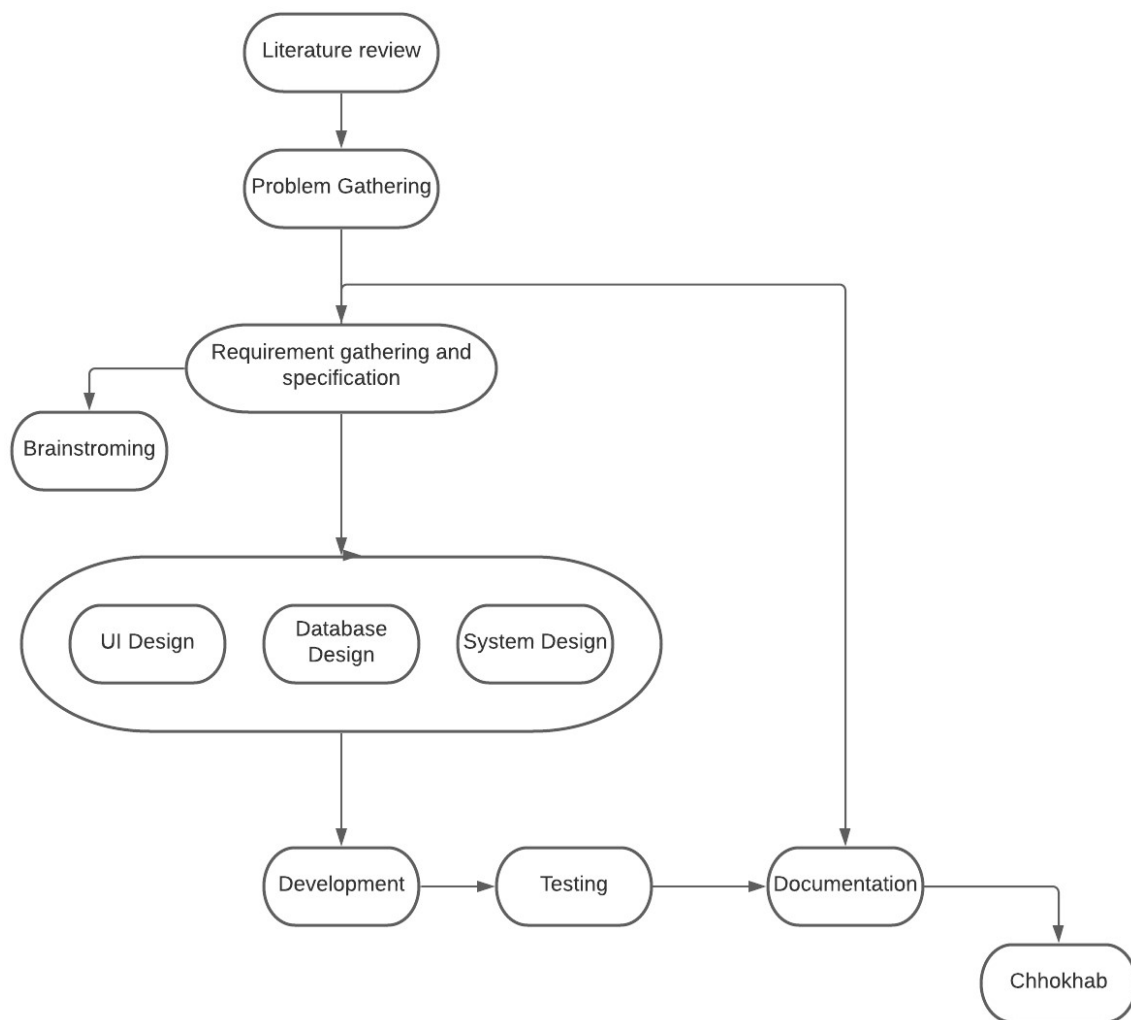 Literature review
Problem Gathering
Requirement gathering and
specification
Brainstroming
UI Design
Database
Design
System Design
Development
Testing
Documentation
Chhokhab